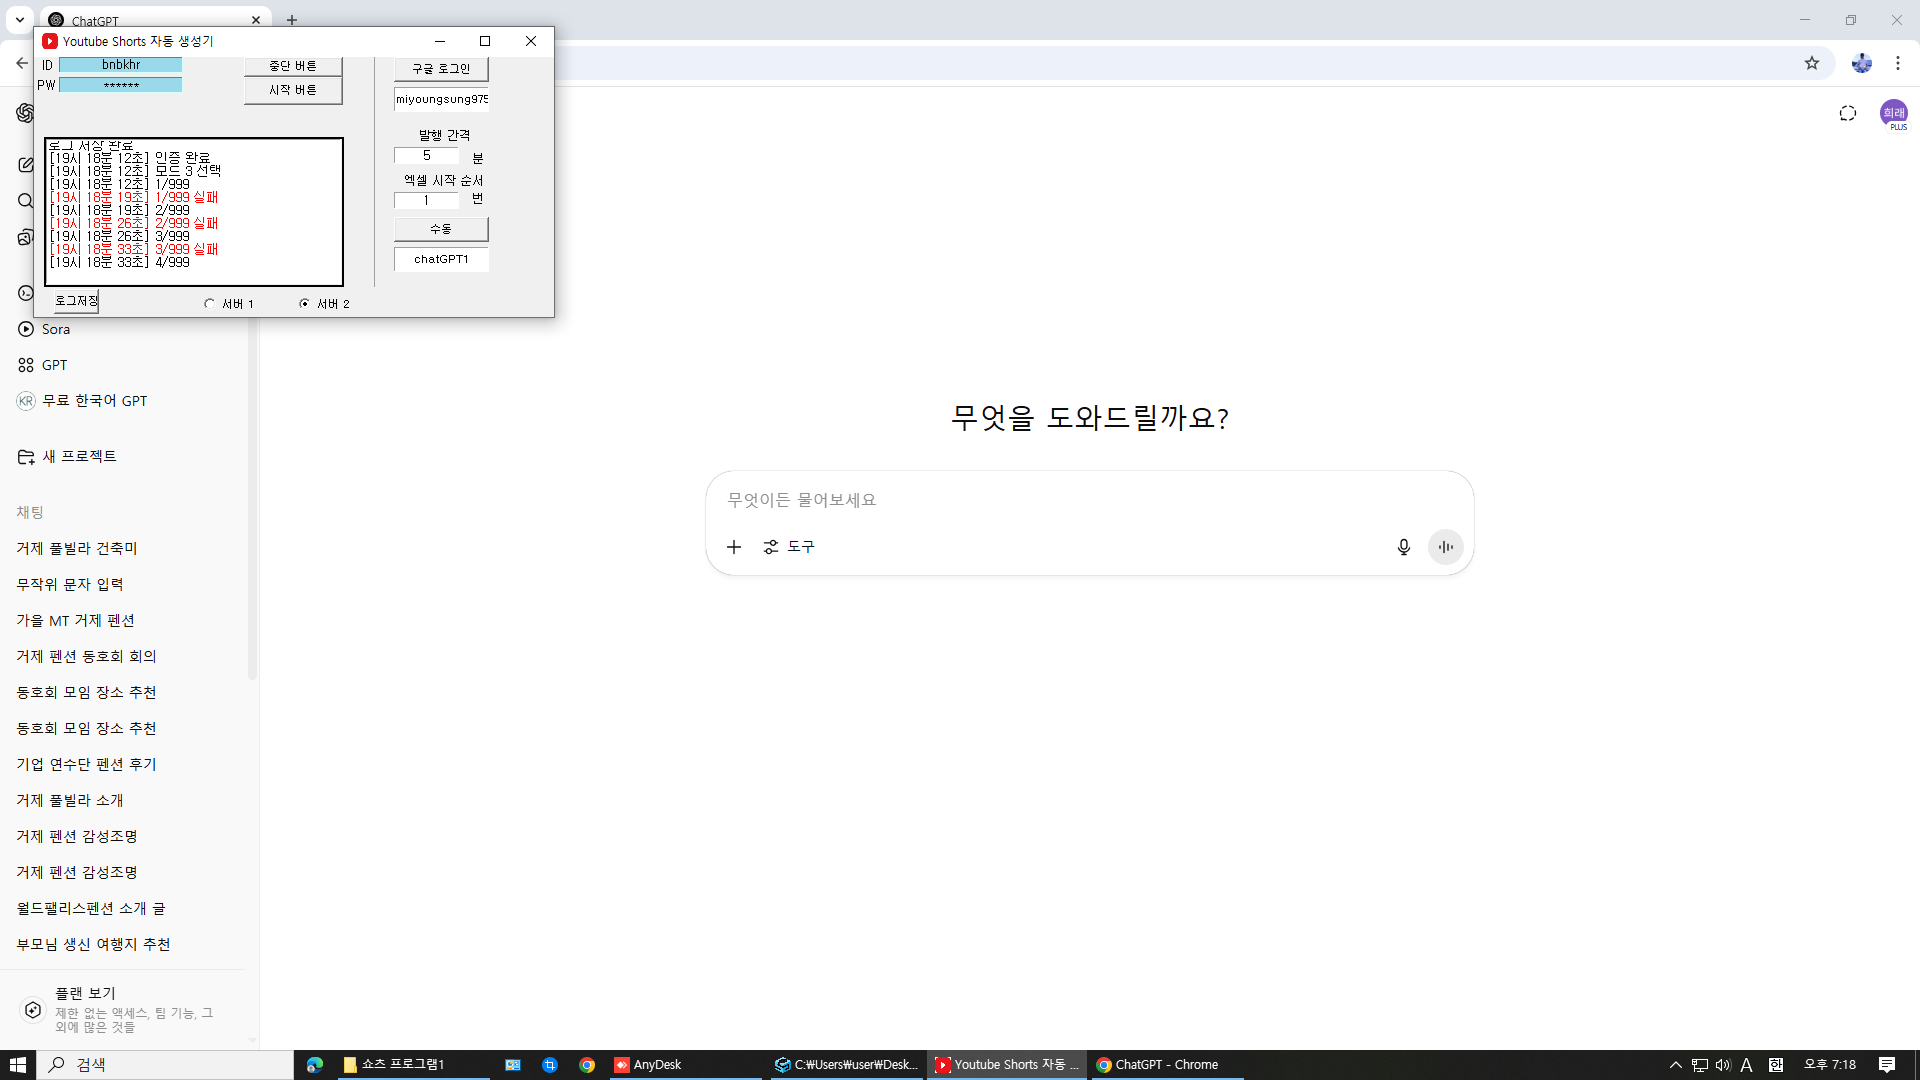 ChatGPT
Youtube Shorts 자동 생성기
ID bnbkhr
PW ******
중단 버튼
시작 버튼
구글 로그인
miyoungsung975
발행 간격
5 분
엑셀 시작 순서
1 번
수동
chatGPT1
로그 저장 완료
[19시 18분 12초] 인증 완료
[19시 18분 12초] 모드 3 선택
[19시 18분 12초] 1/999
[19시 18분 19초] 1/999 실패
[19시 18분 19초] 2/999
[19시 18분 26초] 2/999 실패
[19시 18분 26초] 3/999
[19시 18분 33초] 3/999 실패
[19시 18분 33초] 4/999
로그저장
서버 1
서버 2
희래
PLUS
Sora
GPT
KR 무료 한국어 GPT
새 프로젝트
채팅
거제 풀빌라 건축미
무작위 문자 입력
가을 MT 거제 펜션
거제 펜션 동호회 회의
동호회 모임 장소 추천
동호회 모임 장소 추천
기업 연수단 펜션 후기
거제 풀빌라 소개
거제 펜션 감성조명
거제 펜션 감성조명
월드팰리스펜션 소개 글
부모님 생신 여행지 추천
플랜 보기
제한 없는 액세스, 팀 기능, 그
외에 많은 것들
무엇을 도와드릴까요?
무엇이든 물어보세요
도구
검색
쇼츠 프로그램1
AnyDesk
C:₩Users₩user₩Desk...
Youtube Shorts 자동 ...
ChatGPT - Chrome
A
한
오후 7:18